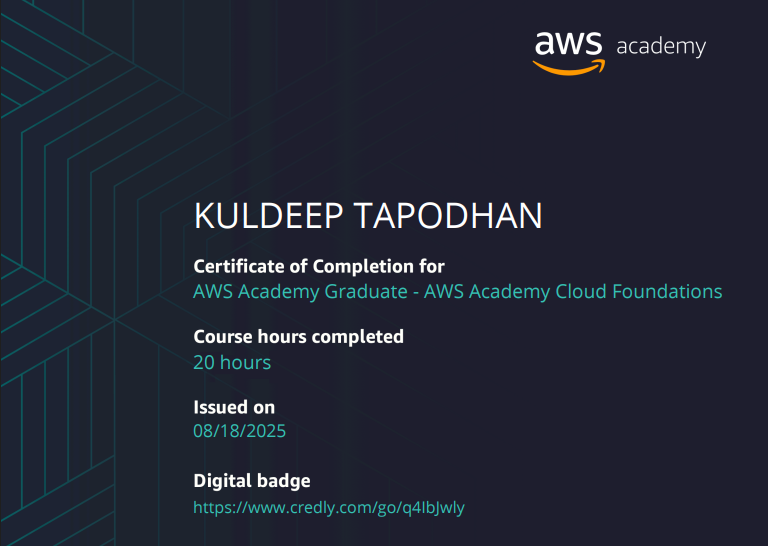 aws academy
KULDEEP TAPODHAN
Certificate of Completion for
AWS Academy Graduate - AWS Academy Cloud Foundations
Course hours completed
20 hours
Issued on
08/18/2025
Digital badge
https://www.credly.com/go/q4lbJwly